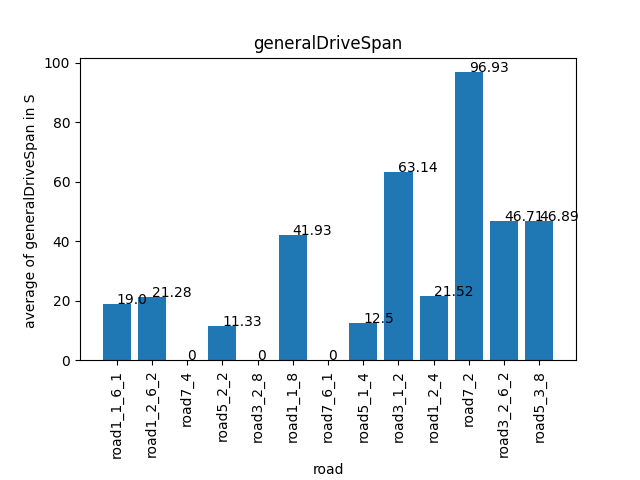 generalDriveSpan
average of generalDriveSpan in S
100
80
60
40
20
0
19.0
21.28
0
11.33
0
41.93
0
12.5
63.14
21.52
96.93
46.71
46.89
road1_1_6_1
road1_2_6_2
road7_4
road5_2_2
road3_2_8
road1_1_8
road7_6_1
road5_1_4
road3_1_2
road1_2_4
road7_2
road3_2_6_2
road5_3_8
road